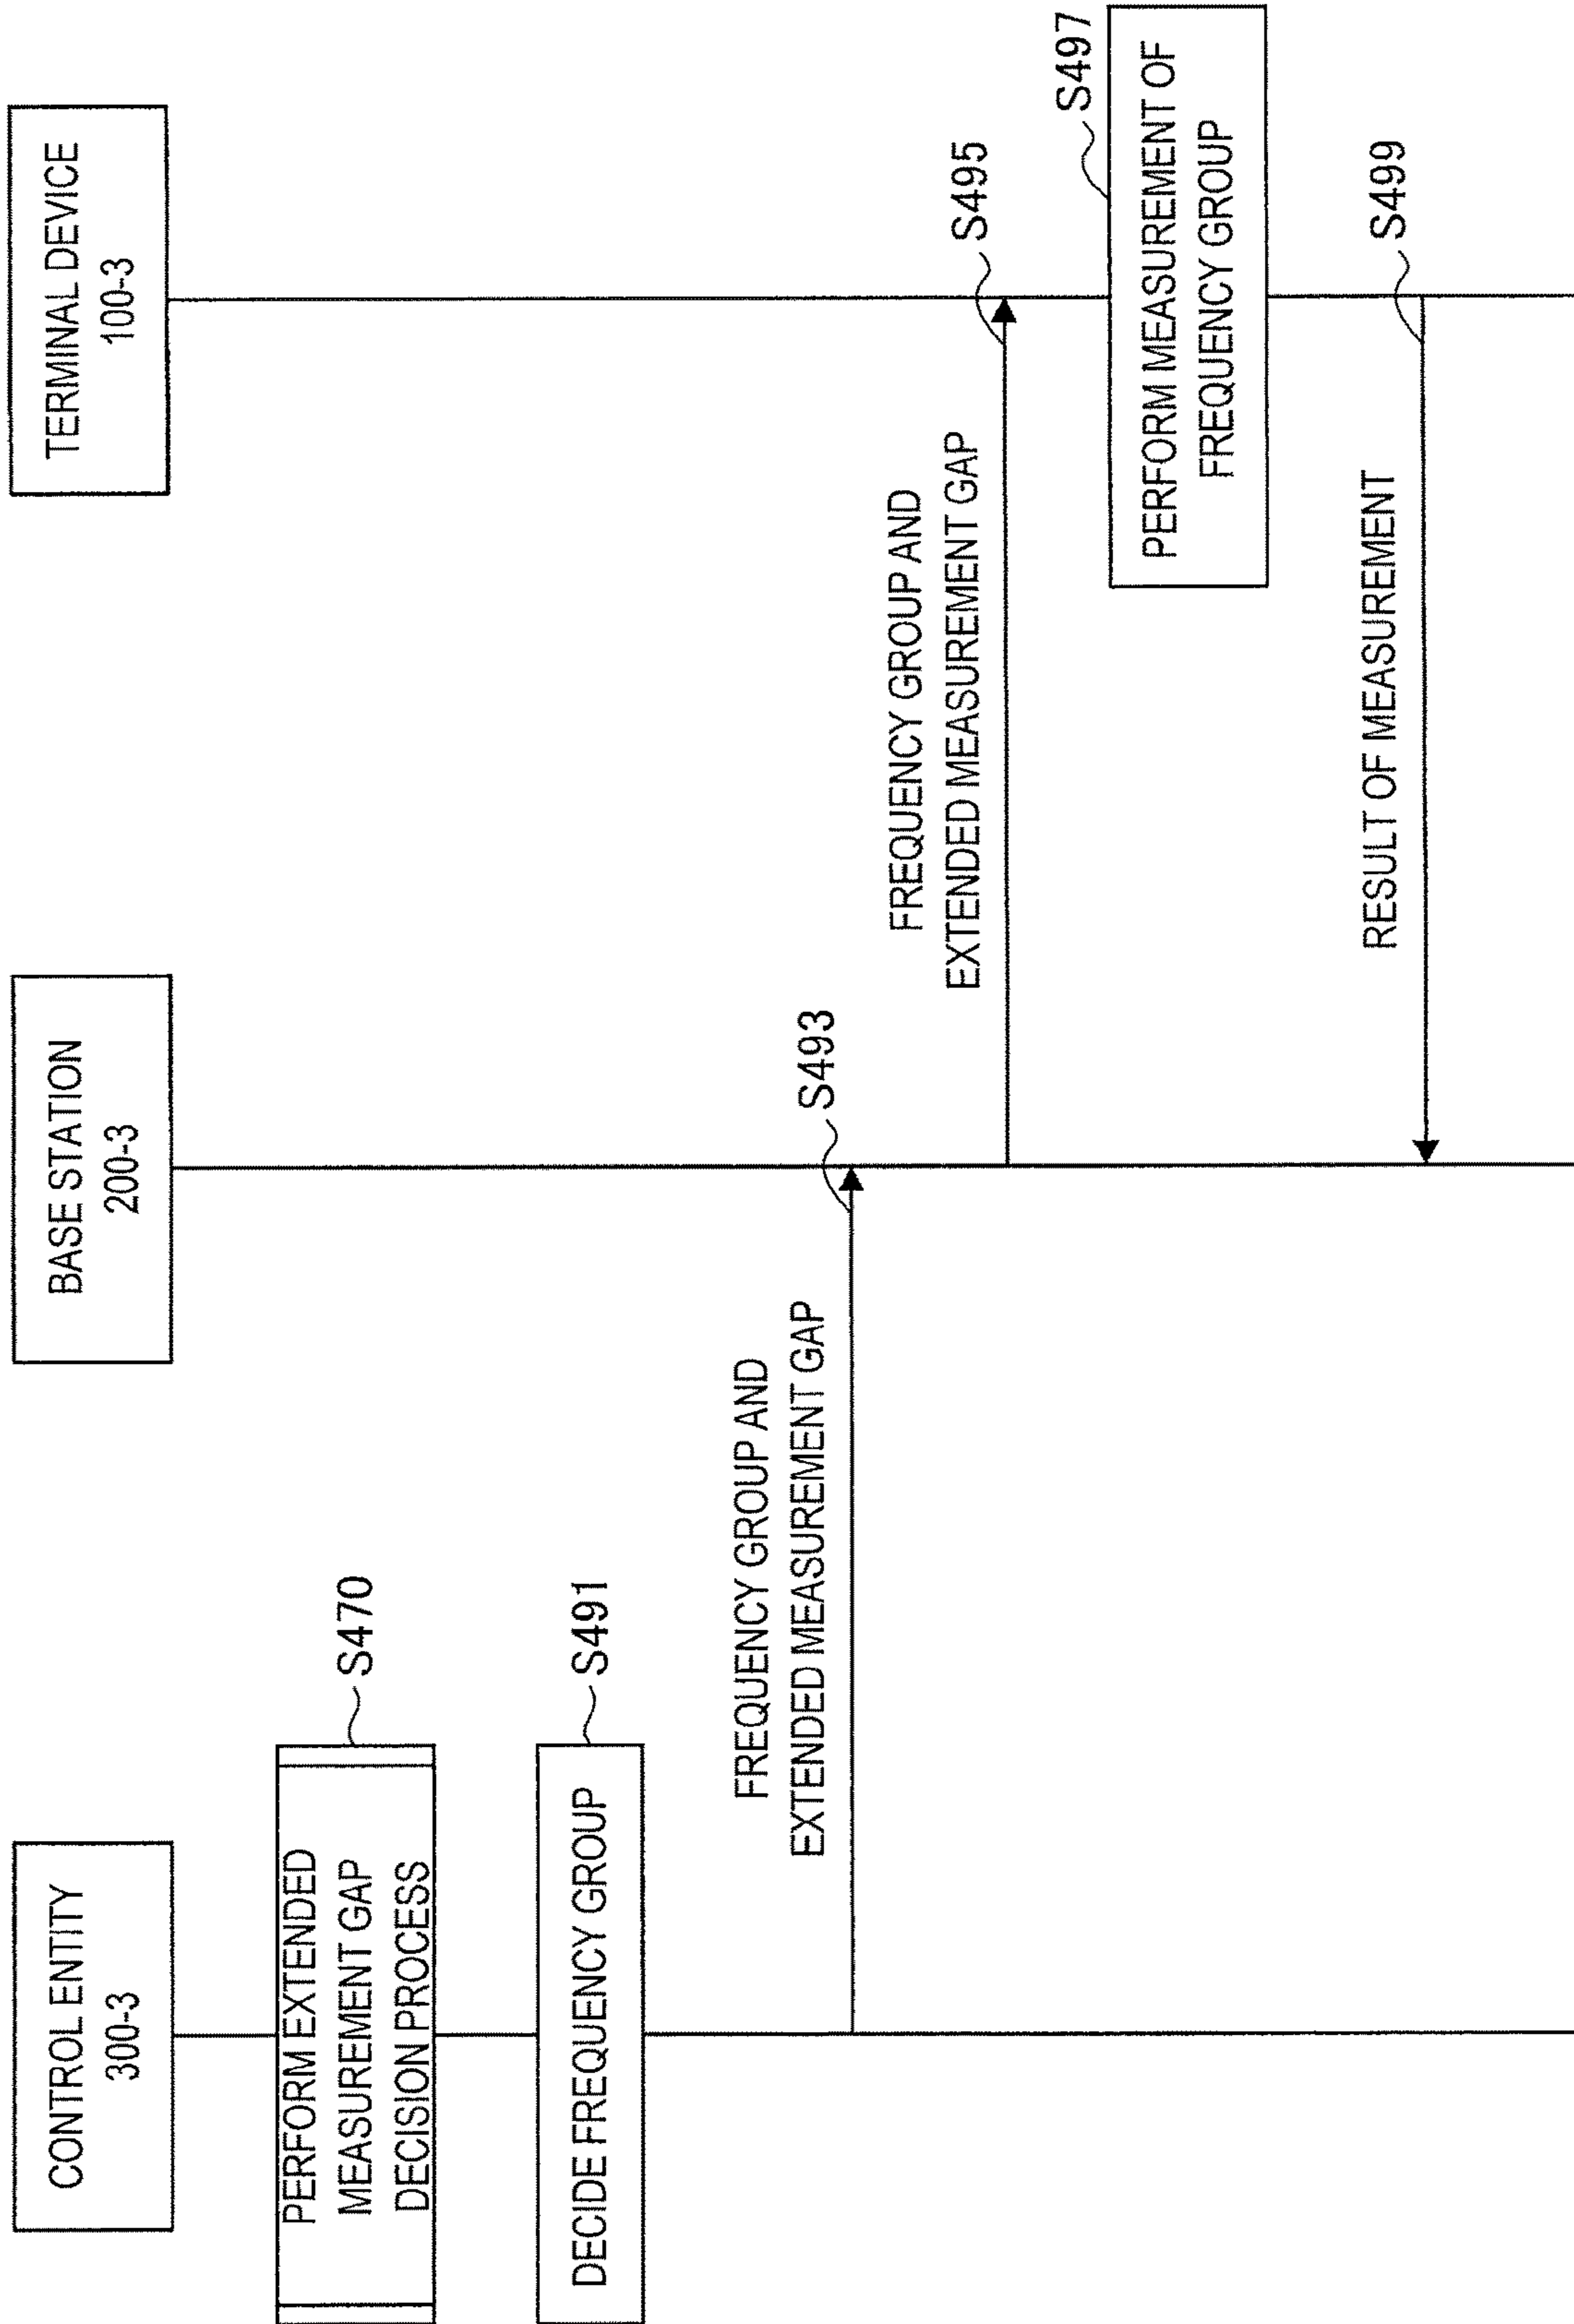 CONTROL ENTITY
300-3
BASE STATION
200-3
TERMINAL DEVICE
100-3
PERFORM EXTENDED
MEASUREMENT GAP
DECISION PROCESS
S470
DECIDE FREQUENCY GROUP
S491
FREQUENCY GROUP AND
EXTENDED MEASUREMENT GAP
S493
FREQUENCY GROUP AND
EXTENDED MEASUREMENT GAP
S495
PERFORM MEASUREMENT OF
FREQUENCY GROUP
S497
RESULT OF MEASUREMENT
S499